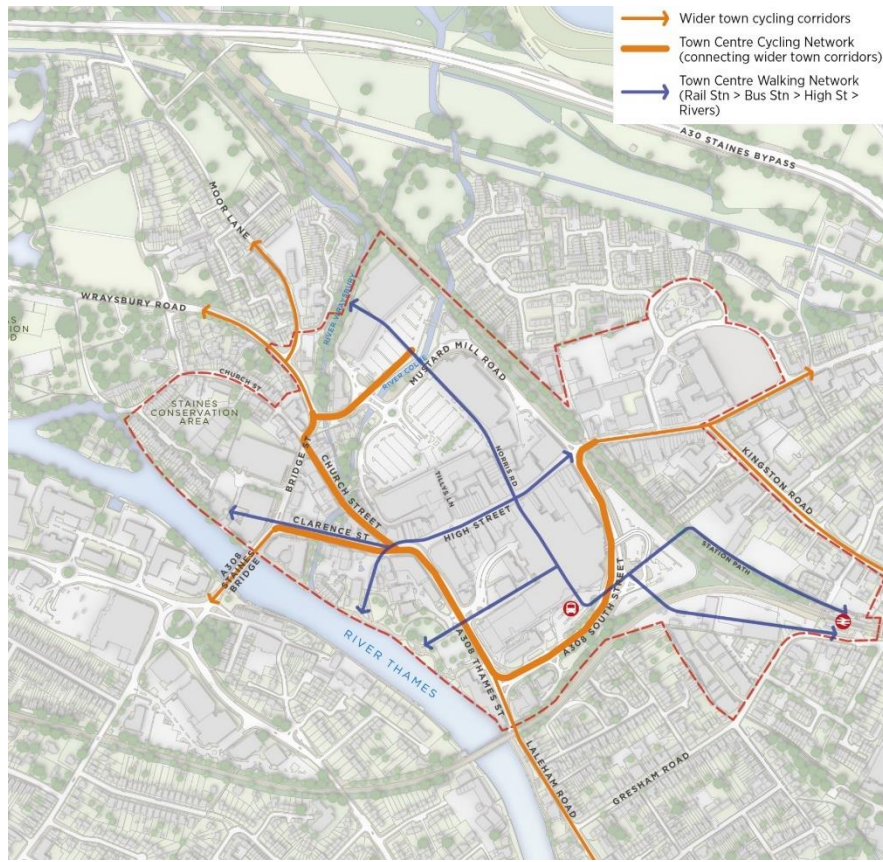 Wider town cycling corridors
Town Centre Cycling Network
(connecting wider town corridors)
Town Centre Walking Network
(Rail Stn > Bus Stn > High St >
Rivers)
A30 STAINES BYPASS
MOOR LANE
WRAYSBURY ROAD
RIVER WRAYSBURY
RIVER COLNE
MUSTARD MILL ROAD
CHURCH ST
STAINES
CONSERVATION
AREA
BRIDGE ST
CHURCH STREET
TILLYS LN
NORRIS RD
HIGH STREET
CLARENCE ST
KINGSTON ROAD
STATION PATH
A308
STAINES
BRIDGE
A308 SOUTH STREET
RIVER THAMES
A308 THAMES ST
LALEHAM ROAD
GRESHAM ROAD